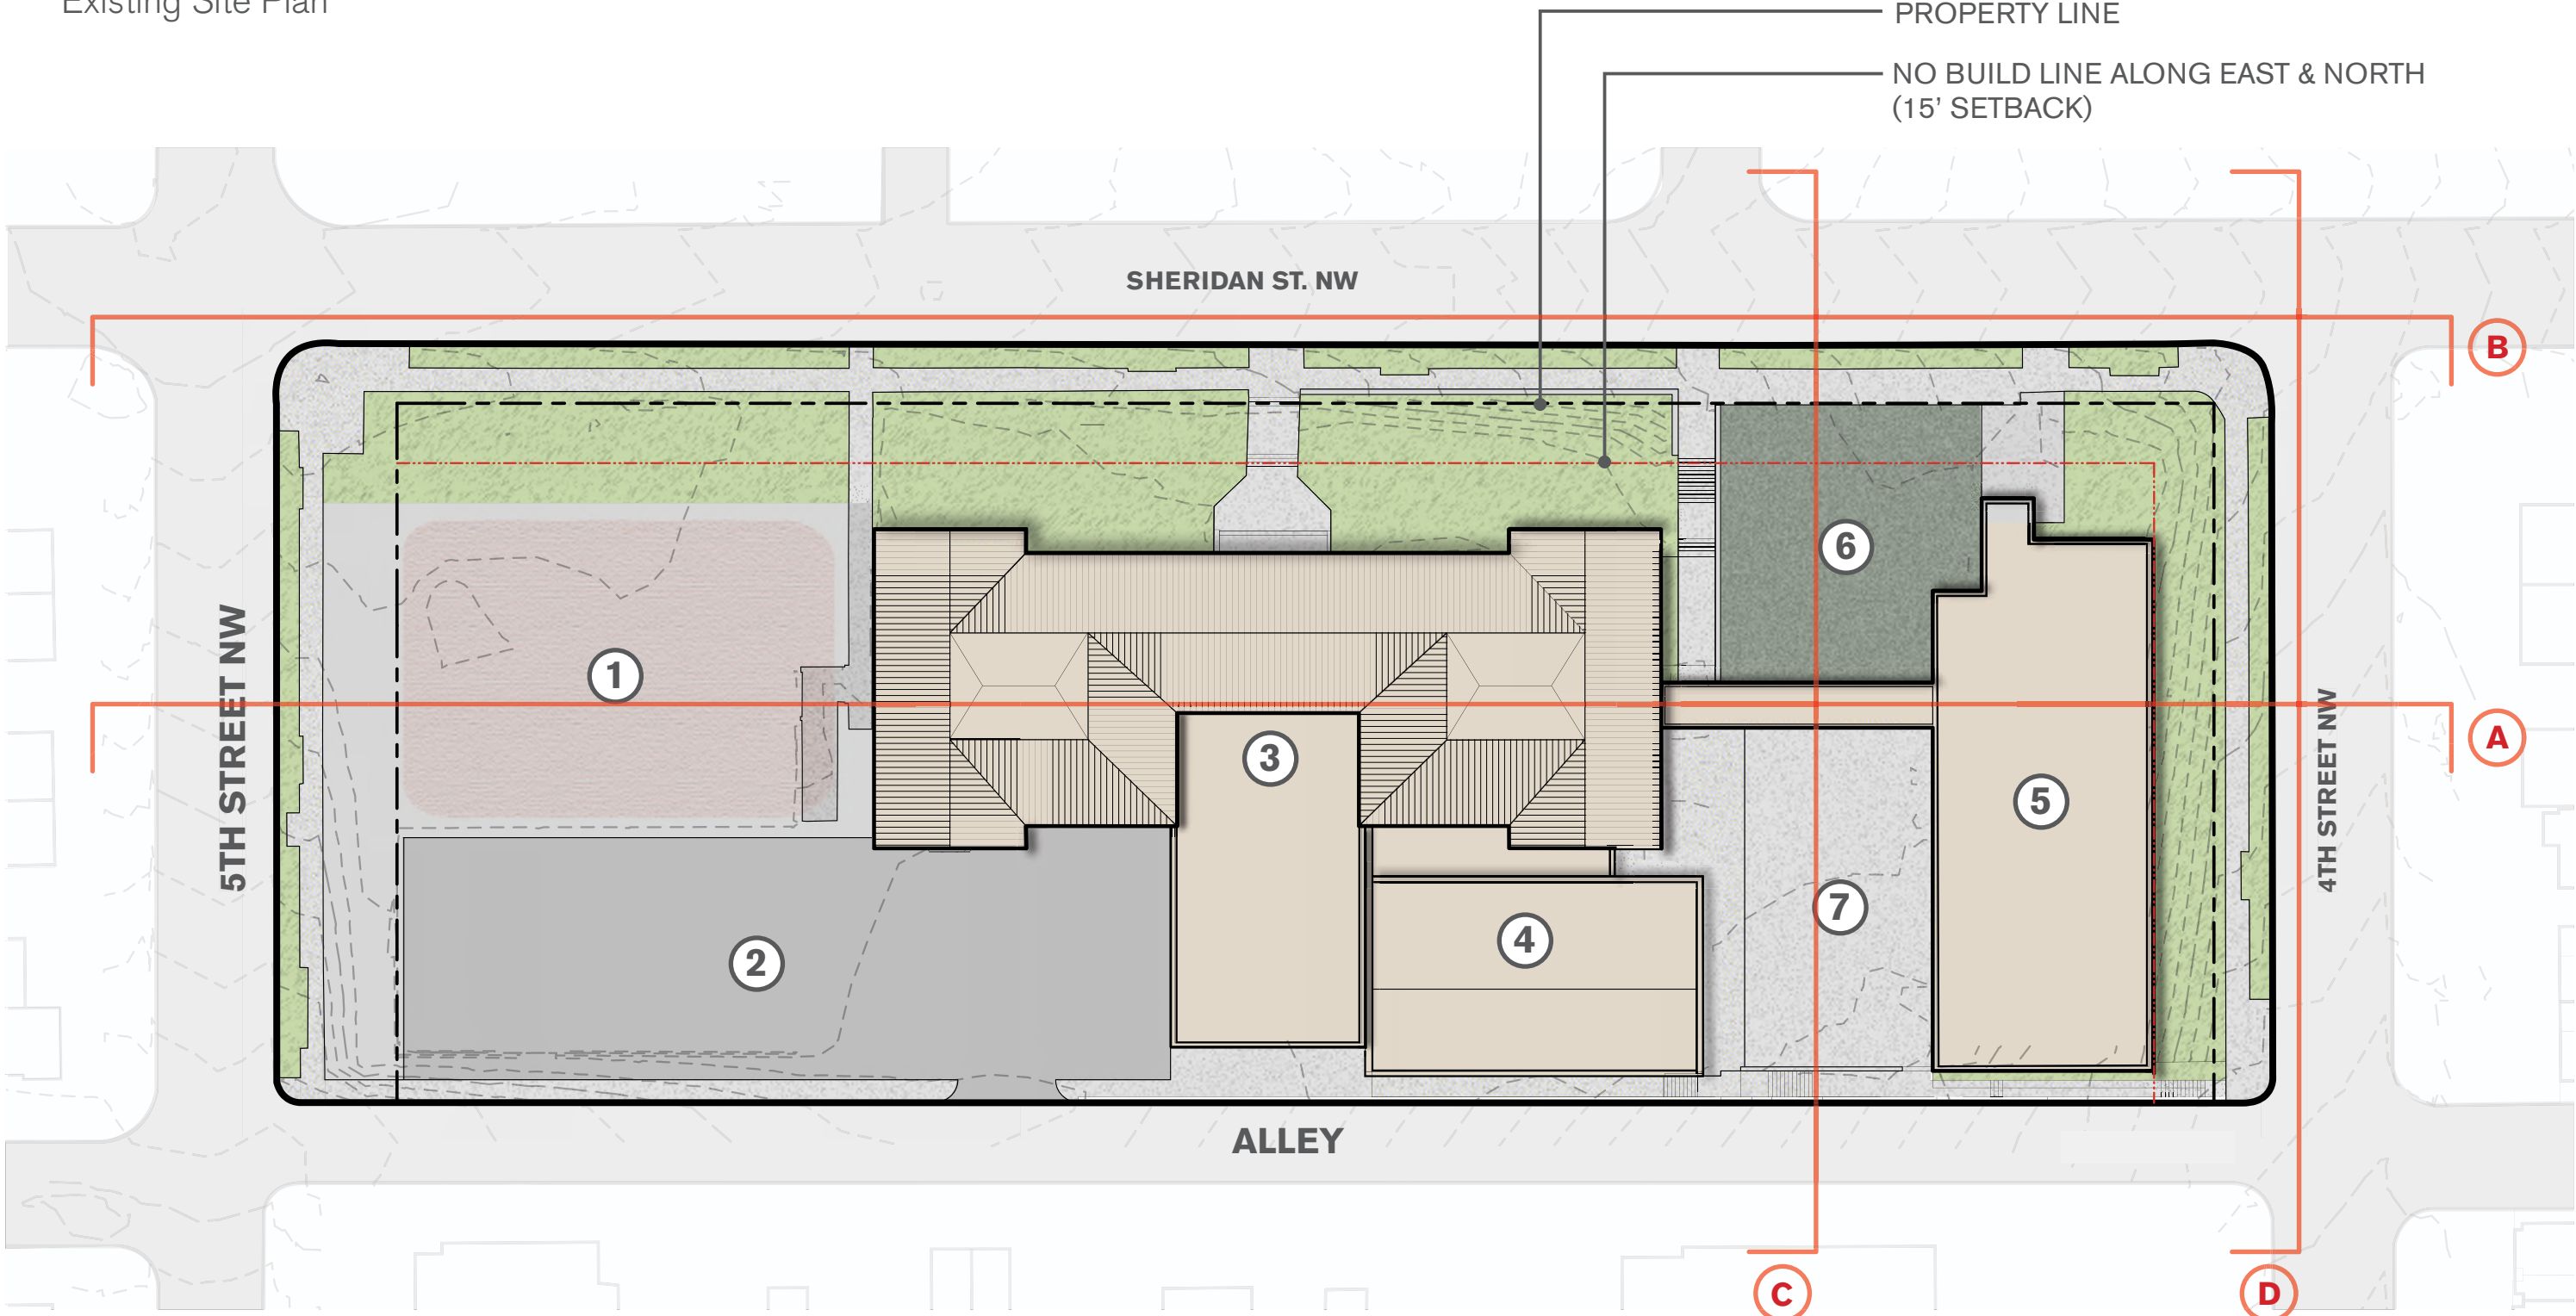 Existing Site Plan
PROPERTY LINE
NO BUILD LINE ALONG EAST & NORTH
(15' SETBACK)
SHERIDAN ST. NW
B
6
5TH STREET NW
1
3
A
5
4TH STREET NW
7
4
2
ALLEY
C
D